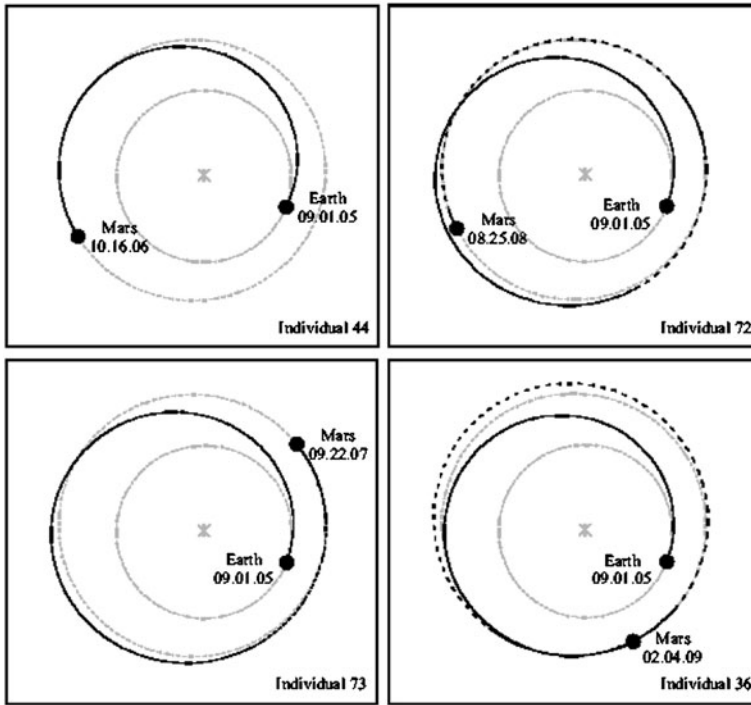 Earth
09.01.05
Mars
10.16.06
Individual 44
Earth
09.01.05
Mars
08.25.08
Individual 72
Mars
09.22.07
Earth
09.01.05
Individual 73
Earth
09.01.05
Mars
02.04.09
Individual 36